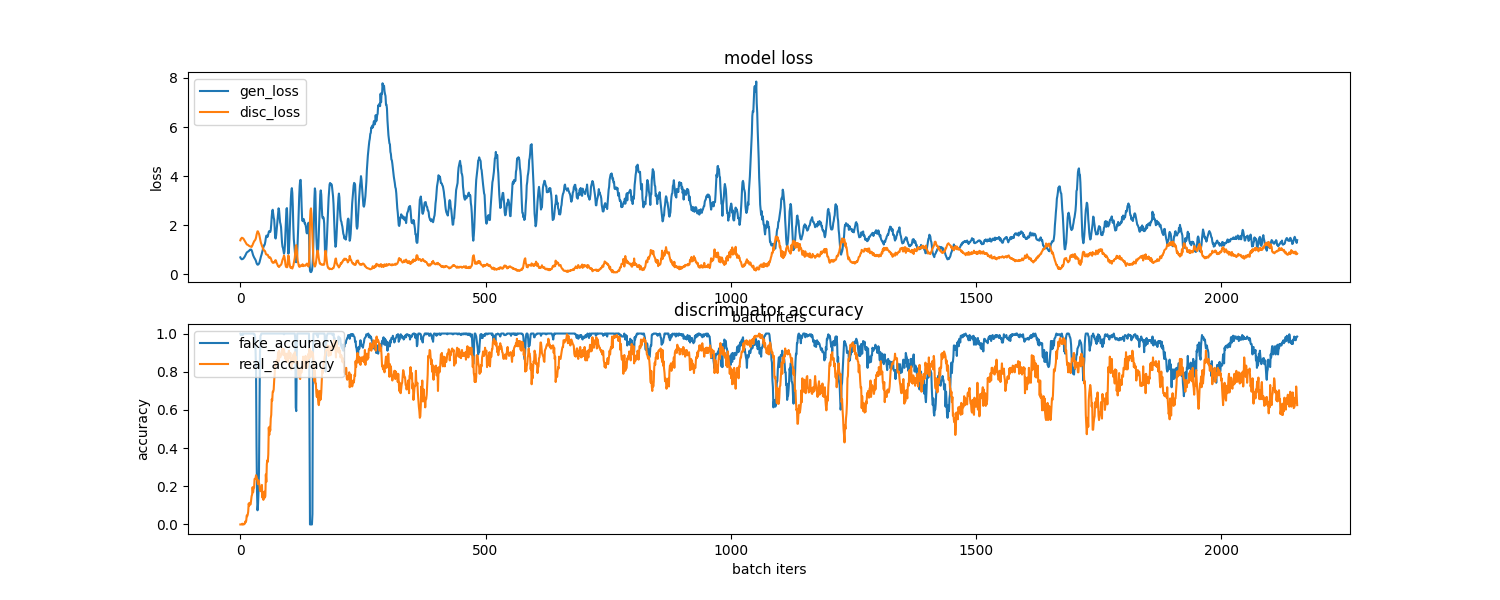 model loss
gen_loss
disc_loss
loss
8
6
4
2
0
0 500 1000 1500 2000
batch iters
discriminator accuracy
fake_accuracy
real_accuracy
accuracy
1.0
0.8
0.6
0.4
0.2
0.0
0 500 1000 1500 2000
batch iters